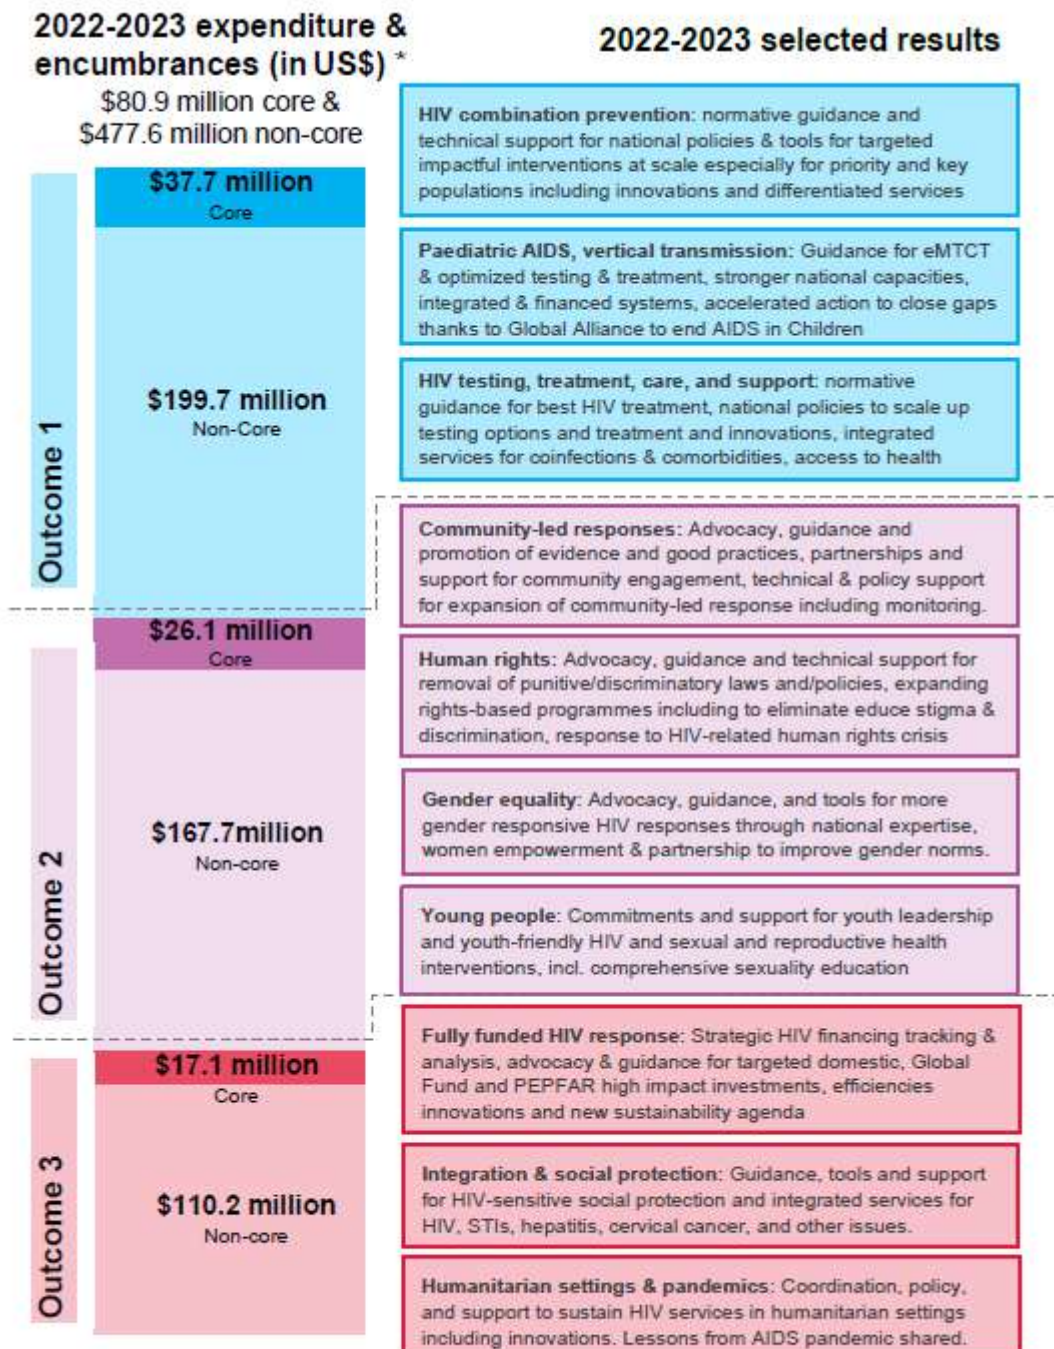 2022-2023 expenditure &
encumbrances (in US$) *
$80.9 million core &
$477.6 million non-core
2022-2023 selected results
Outcome 1
$37.7 million
Core
$199.7 million
Non-Core
HIV combination prevention: normative guidance and
technical support for national policies & tools for targeted
impactful interventions at scale especially for priority and key
populations including innovations and differentiated services
Paediatric AIDS, vertical transmission: Guidance for eMTCT
& optimized testing & treatment, stronger national capacities,
integrated & financed systems, accelerated action to close gaps
thanks to Global Alliance to end AIDS in Children
HIV testing, treatment, care, and support: normative
guidance for best HIV treatment, national policies to scale up
testing options and treatment and innovations, integrated
services for coinfections & comorbidities, access to health
Outcome 2
$26.1 million
Core
$167.7million
Non-core
Community-led responses: Advocacy, guidance and
promotion of evidence and good practices, partnerships and
support for community engagement, technical & policy support
for expansion of community-led response including monitoring.
Human rights: Advocacy, guidance and technical support for
removal of punitive/discriminatory laws and/policies, expanding
rights-based programmes including to eliminate educe stigma &
discrimination, response to HIV-related human rights crisis
Gender equality: Advocacy, guidance, and tools for more
gender responsive HIV responses through national expertise,
women empowerment & partnership to improve gender norms.
Young people: Commitments and support for youth leadership
and youth-friendly HIV and sexual and reproductive health
interventions, incl. comprehensive sexuality education
Outcome 3
$17.1 million
Core
$110.2 million
Non-core
Fully funded HIV response: Strategic HIV financing tracking &
analysis, advocacy & guidance for targeted domestic, Global
Fund and PEPFAR high impact investments, efficiencies
innovations and new sustainability agenda
Integration & social protection: Guidance, tools and support
for HIV-sensitive social protection and integrated services for
HIV, STIs, hepatitis, cervical cancer, and other issues.
Humanitarian settings & pandemics: Coordination, policy,
and support to sustain HIV services in humanitarian settings
including innovations. Lessons from AIDS pandemic shared.